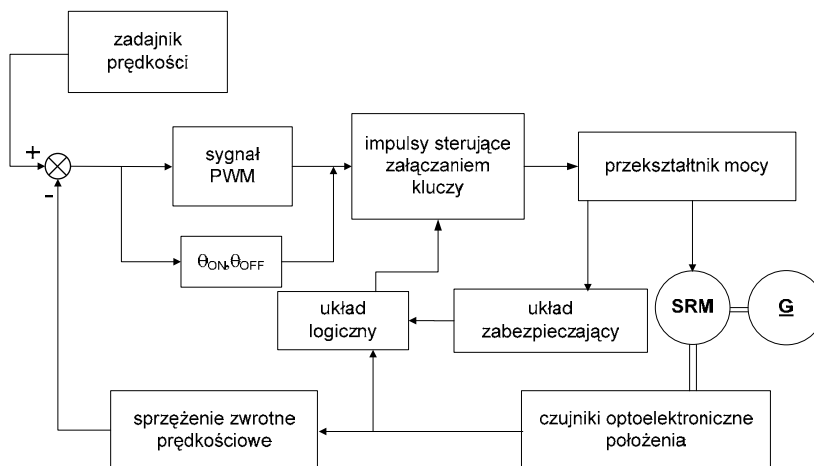 zadajnik
prędkości
+
-
sygnał
PWM
impulsy sterujące
załączaniem
kluczy
przekształtnik mocy
θON,θOFF
układ
logiczny
układ
zabezpieczający
SRM
G
sprzężenie zwrotne
prędkościowe
czujniki optoelektroniczne
położenia